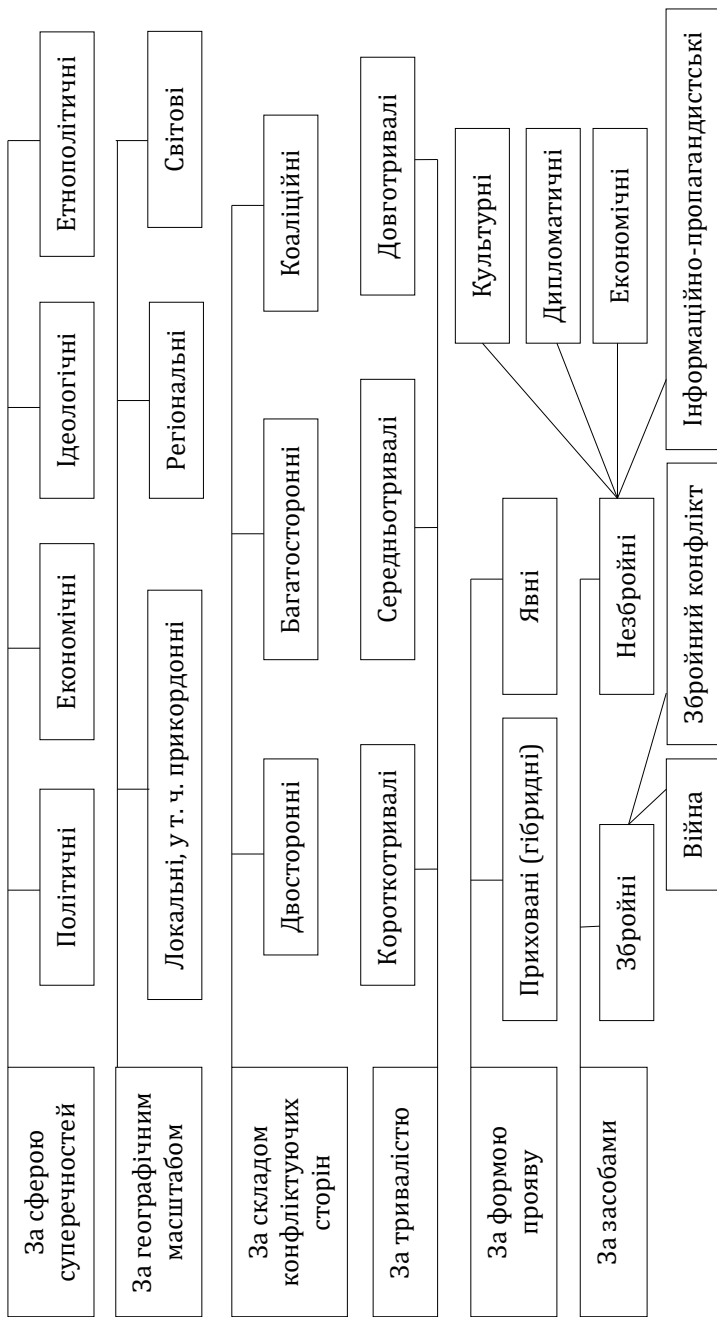 За сферою
суперечностей
Політичні
Економічні
Ідеологічні
Етнополітичні
За географічним
масштабом
Локальні, у т. ч. прикордонні
Регіональні
Світові
За складом
конфліктуючих
сторін
Двосторонні
Багатосторонні
Коаліційні
За тривалістю
Короткотривалі
Середньотривалі
Довготривалі
За формою
прояву
Приховані (гібридні)
Явні
За засобами
Збройні
Незбройні
Війна
Збройний конфлікт
Культурні
Дипломатичні
Економічні
Інформаційно-пропагандистські